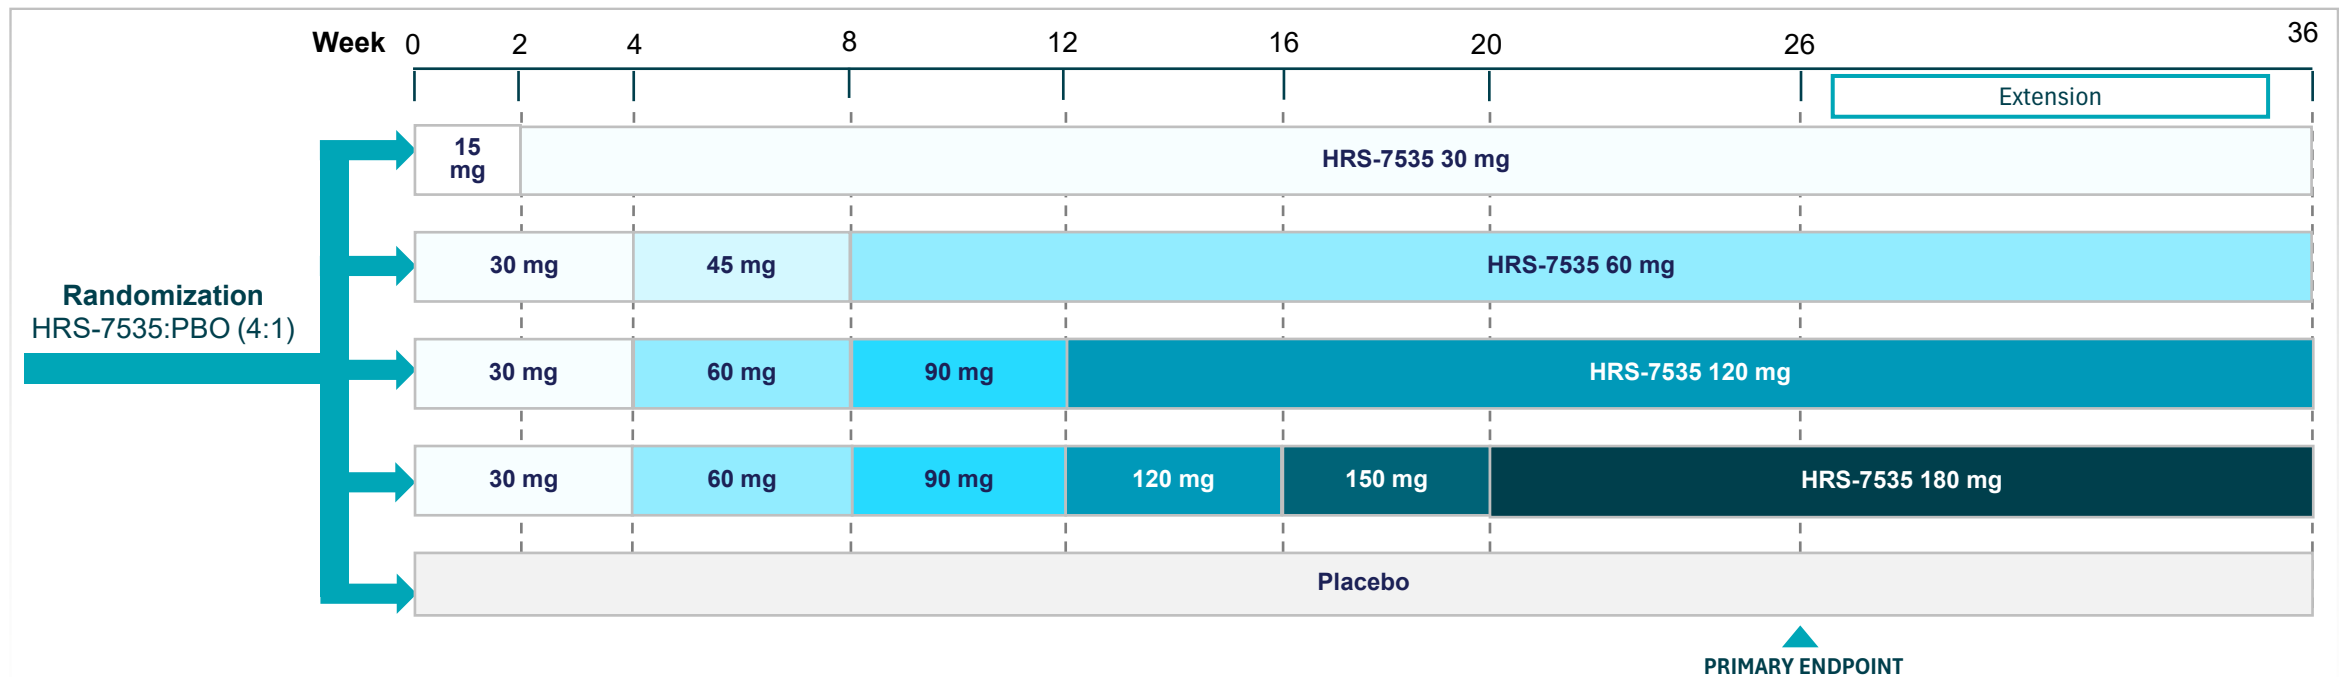 Week 0 2 4 8 12 16 20 26 36
Extension
15
mg
HRS-7535 30 mg
30 mg 45 mg HRS-7535 60 mg
Randomization
HRS-7535:PBO (4:1)
30 mg 60 mg 90 mg HRS-7535 120 mg
30 mg 60 mg 90 mg 120 mg 150 mg HRS-7535 180 mg
Placebo
PRIMARY ENDPOINT